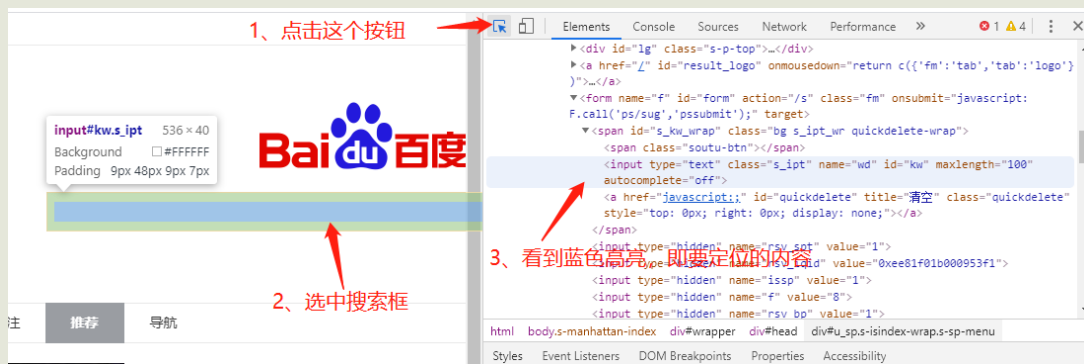 1、点击这个按钮
Elements Console Sources Network Performance » 1 4
<div id="lg" class="s-p-top">…</div>
<a href="/" id="result_logo" onmousedown="return c({'fm':'tab','tab':'logo'}
)">…</a>
<form name="f" id="form" action="/s" class="fm" onsubmit="javascript:
F.call('ps/sug','pssubmit');" target>
<span id="s_kw_wrap" class="bg s_ipt_wr quickdelete-wrap">
<span class="soutu-btn"></span>
<input type="text" class="s_ipt" name="wd" id="kw" maxlength="100"
autocomplete="off">
<a href="javascript:;" id="quickdelete" title="清空" class="quickdelete"
style="top: 0px; right: 0px; display: none;"></a>
</span>
<input type="hidden" name="rsv_spt" value="1">
3、看到蓝色高亮，即要定位的内容
value="0xee81f01b000953f1">
<input type="hidden" name="issp" value="1">
<input type="hidden" name="f" value="8">
<input type="hidden" name="rsv_bp" value="1">
html body.s-manhattan-index div#wrapper div#head div#u_sp.s-isindex-wrap.s-sp-menu
Styles Event Listeners DOM Breakpoints Properties Accessibility
input#kw.s_ipt 536 × 40
Background #FFFFFF
Padding 9px 48px 9px 7px
Bai du 百度
2、选中搜索框
注 推荐 导航